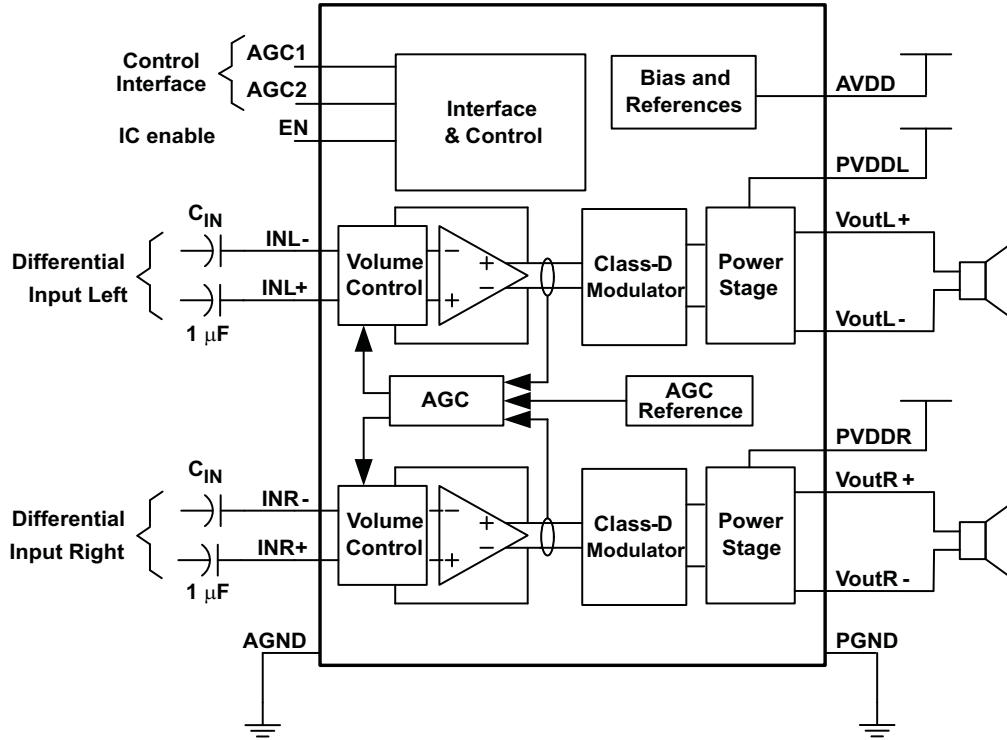 Control
Interface
AGC1
AGC2
IC enable
EN
Interface
& Control
Bias and
References
AVDD
PVDDL
C_IN
Differential
Input Left
INL-
INL+
1 μF
Volume
Control
−
+
+
−
Class-D
Modulator
Power
Stage
VoutL+
VoutL-
AGC
AGC
Reference
PVDDR
C_IN
Differential
Input Right
INR-
INR+
1 μF
Volume
Control
−
+
+
−
Class-D
Modulator
Power
Stage
VoutR+
VoutR-
AGND
PGND